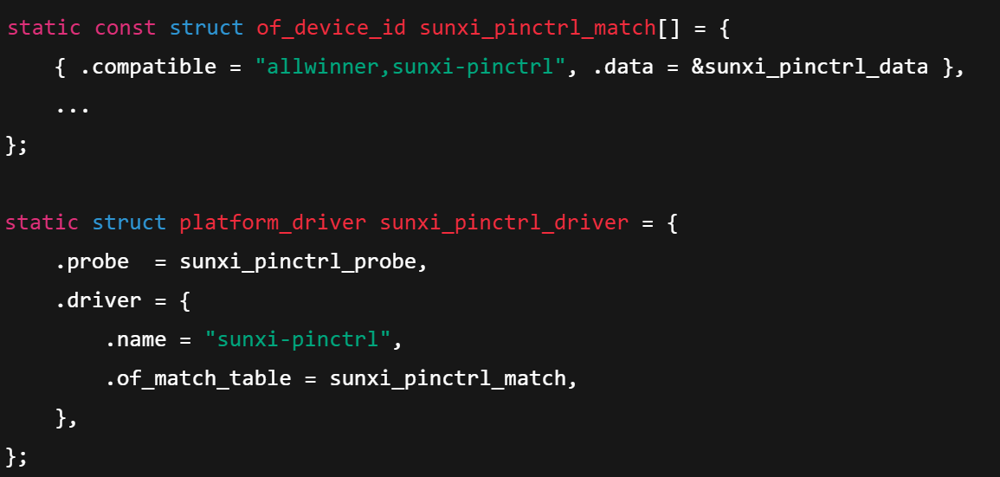 static const struct of_device_id sunxi_pinctrl_match[] = {
    { .compatible = "allwinner,sunxi-pinctrl", .data = &sunxi_pinctrl_data },
    ...
};

static struct platform_driver sunxi_pinctrl_driver = {
    .probe  = sunxi_pinctrl_probe,
    .driver = {
        .name = "sunxi-pinctrl",
        .of_match_table = sunxi_pinctrl_match,
    },
};